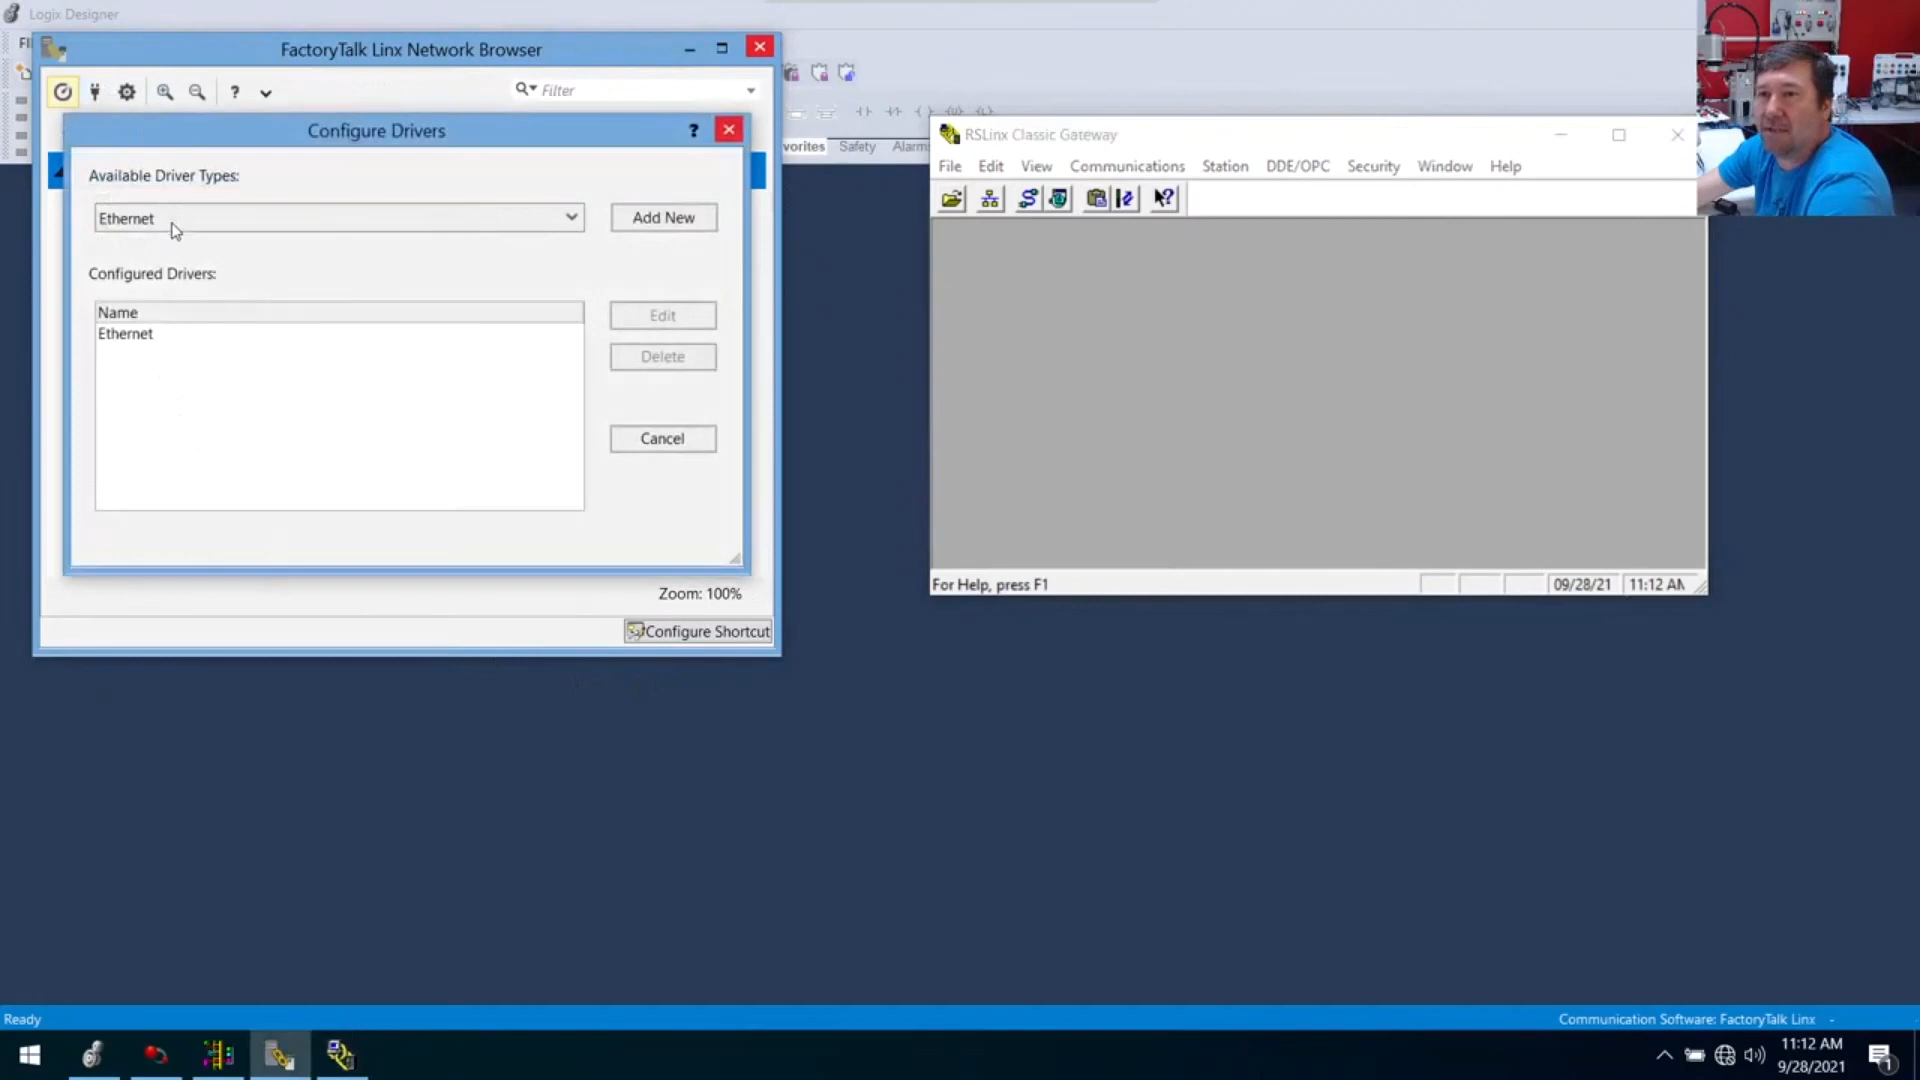 Logix Designer
FactoryTalk Linx Network Browser
?
Filter
Configure Drivers
?
Available Driver Types:
Ethernet
Add New
Configured Drivers:
Name
Ethernet
Edit
Delete
Cancel
Zoom: 100%
Configure Shortcut
vorites Safety Alarm
RSLinx Classic Gateway
File Edit View Communications Station DDE/OPC Security Window Help
For Help, press F1
09/28/21
11:12 AM
Ready
Communication Software: FactoryTalk Linx -
11:12 AM
9/28/2021
1